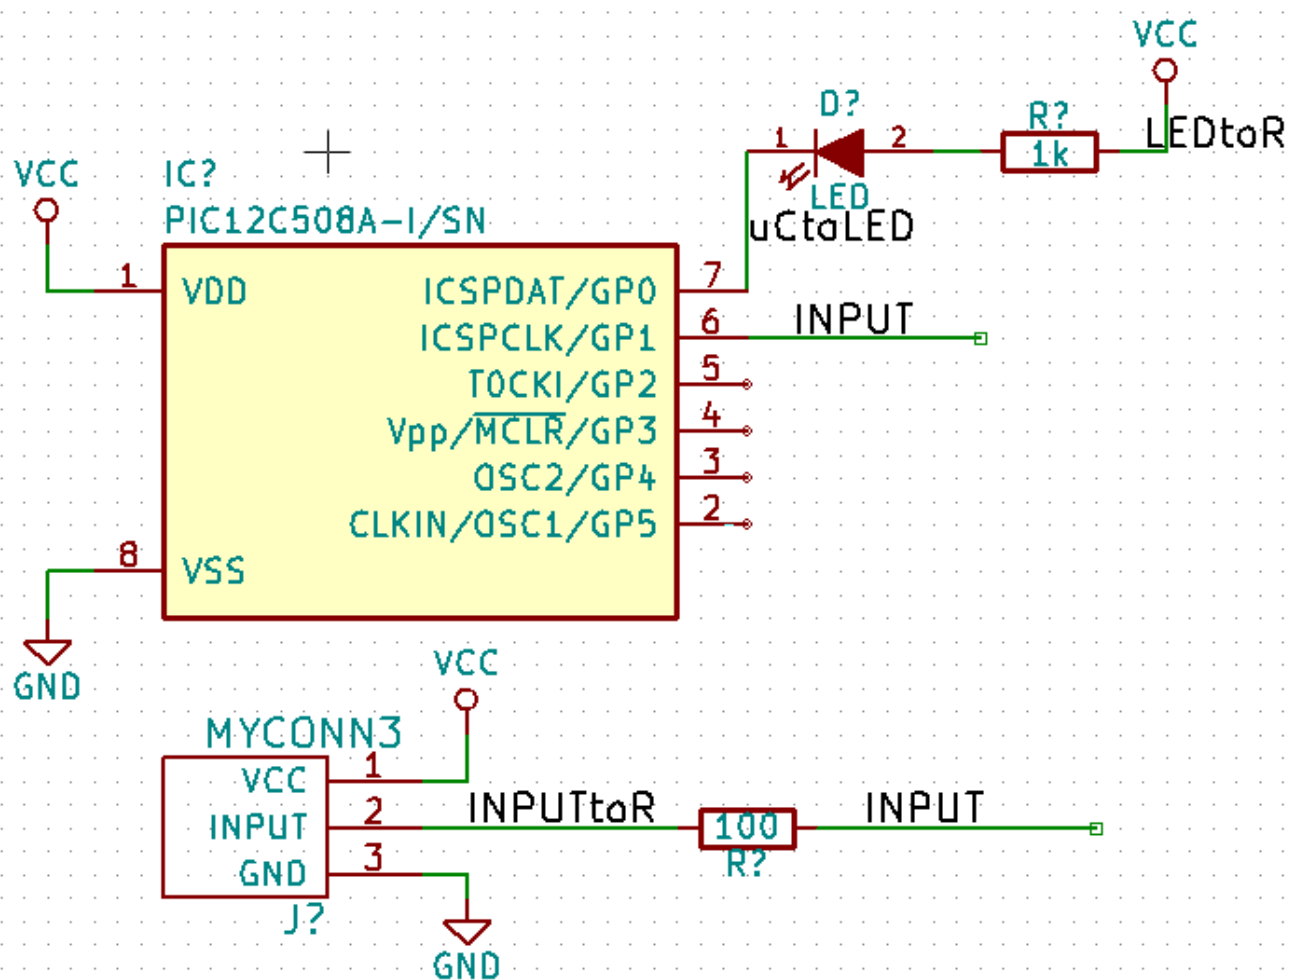 VCC
D?
R?
LEDtoR
1
2
1k
VCC
IC?
LED
PIC12C508A-I/SN
uCtoLED
1
VDD
ICSPDAT/GP0
7
ICSPCLK/GP1
6
INPUT
T0CKI/GP2
5
Vpp/MCLR/GP3
4
OSC2/GP4
3
CLKIN/OSC1/GP5
2
8
VSS
GND
VCC
MYCONN3
VCC
1
INPUT
2
INPUTtoR
100
INPUT
GND
3
R?
J?
GND